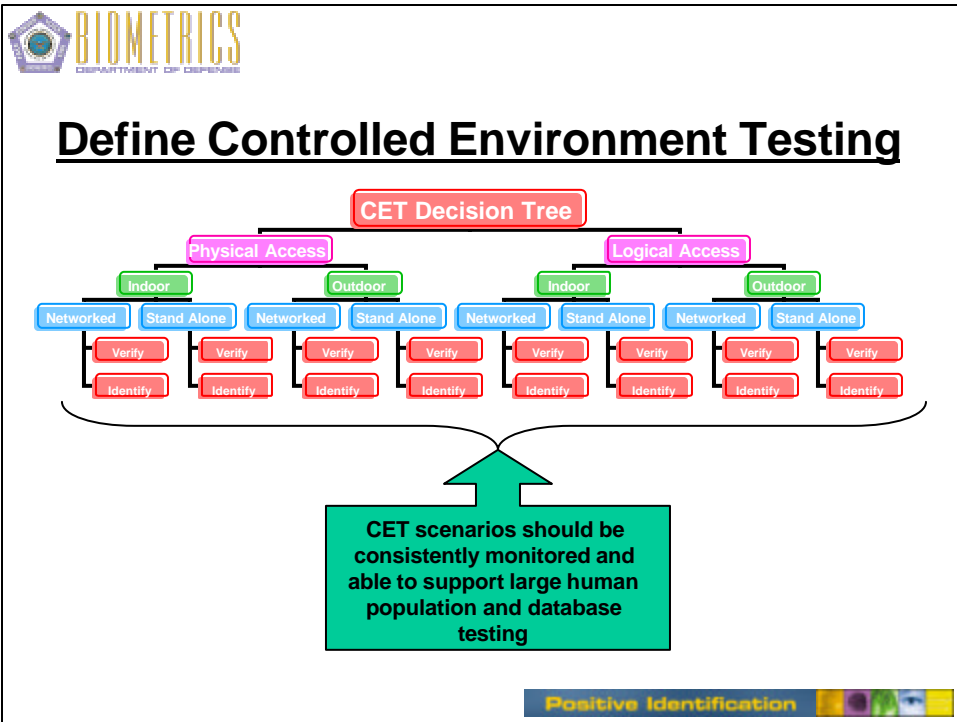 BIOMETRICS
DEPARTMENT OF DEFENSE
Define Controlled Environment Testing
CET Decision Tree
Physical Access Logical Access
Indoor Outdoor Indoor Outdoor
Networked Stand Alone Networked Stand Alone Networked Stand Alone Networked Stand Alone
Verify Verify Verify Verify Verify Verify Verify Verify
Identify Identify Identify Identify Identify Identify Identify Identify
CET scenarios should be
consistently monitored and
able to support large human
population and database
testing
Positive Identification